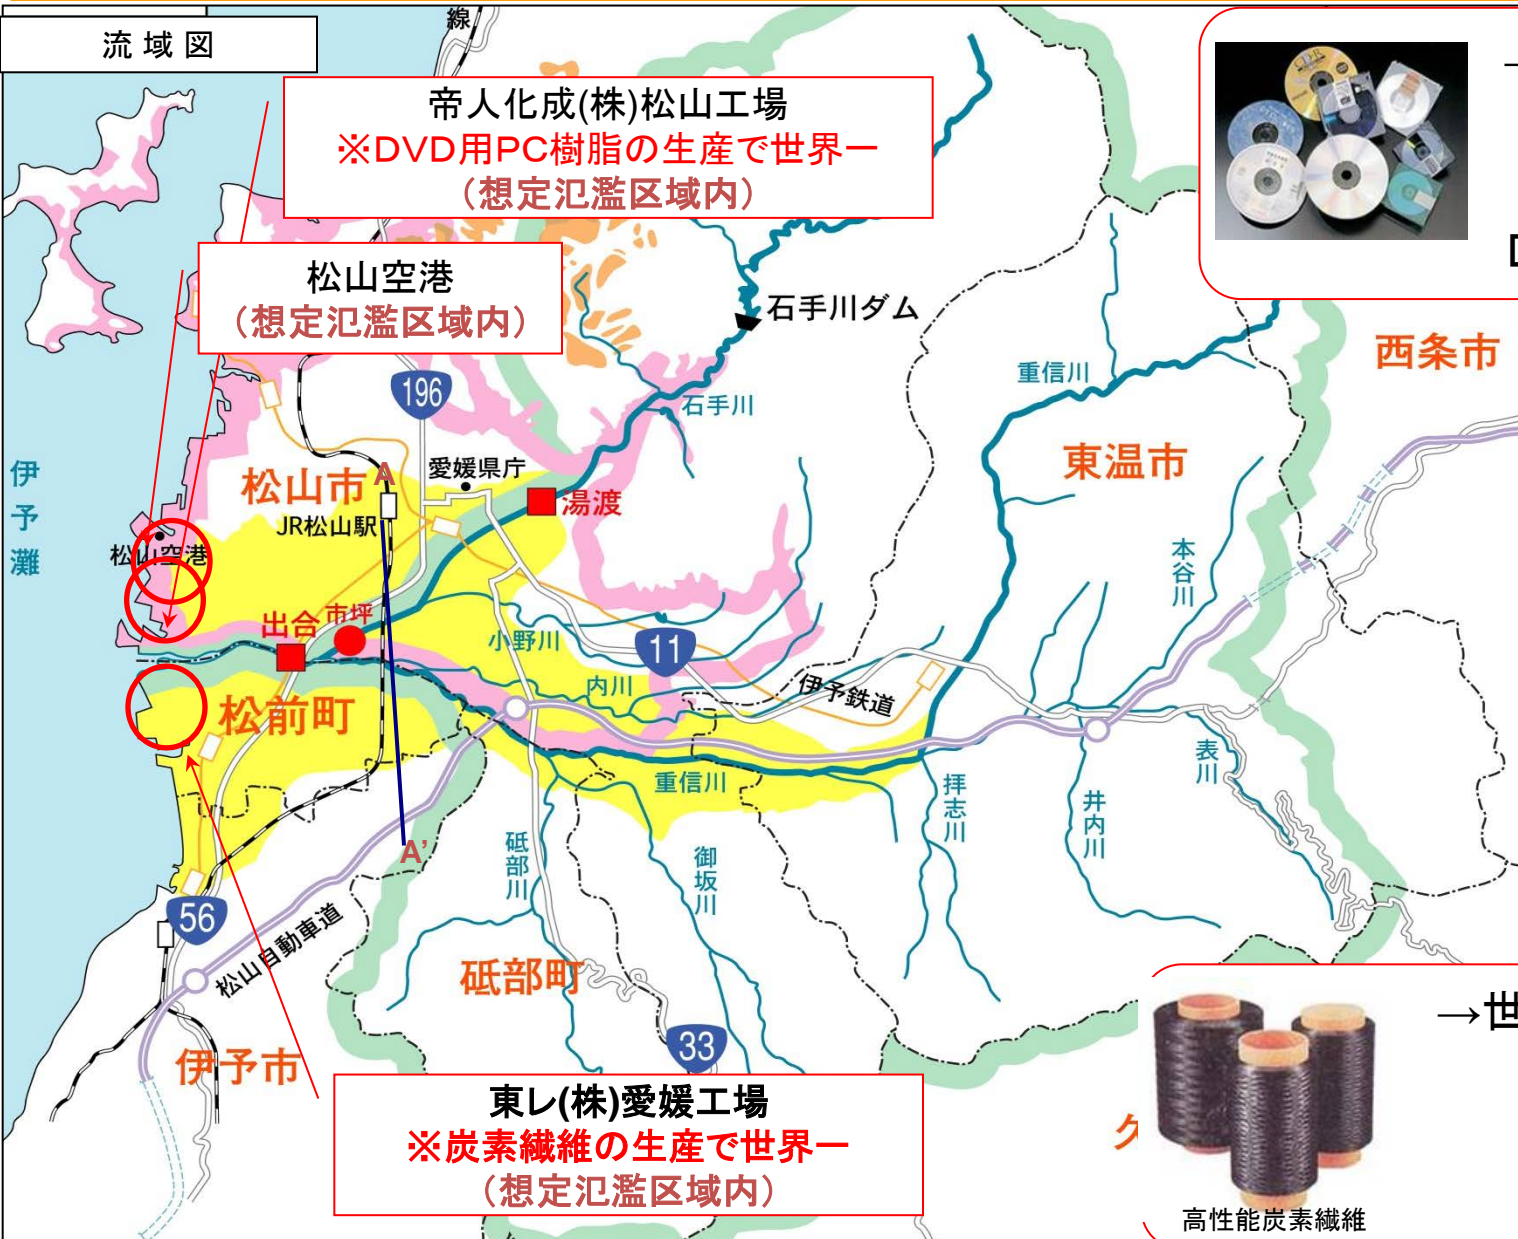 線
流域図
帝人化成(株)松山工場
※DVD用PC樹脂の生産で世界一
(想定氾濫区域内)
松山空港
(想定氾濫区域内)
石手川ダム
西条市
196
石手川
重信川
伊予灘
松山市
A
愛媛県庁
東温市
湯渡
JR松山駅
松山空港
本谷川
出合
市坪
小野川
11
内川
伊予鉄道
松前町
重信川
表川
拝志川
井内川
A’
砥部川
御坂川
56
松山自動車道
砥部町
33
伊予市
→世
東レ(株)愛媛工場
※炭素繊維の生産で世界一
(想定氾濫区域内)
高性能炭素繊維